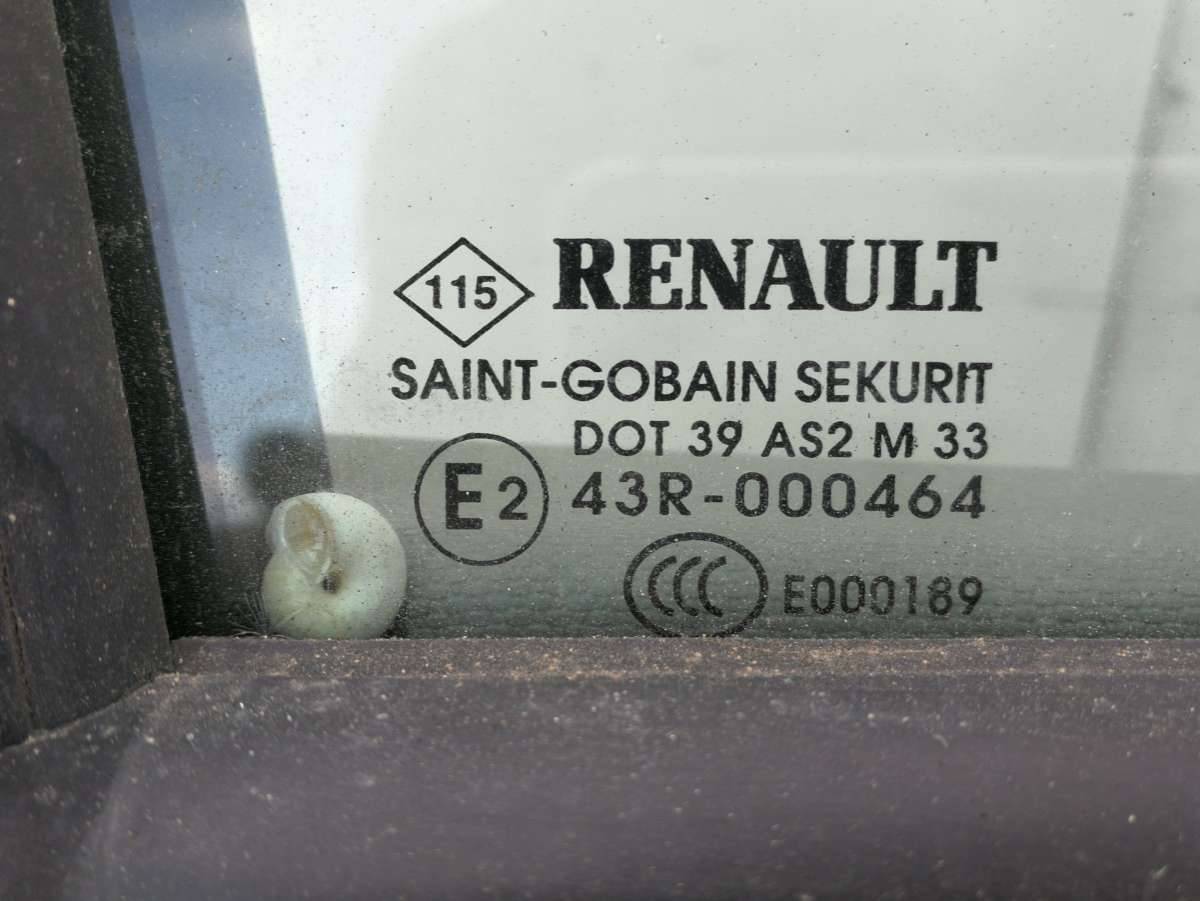 115 RENAULT
SAINT-GOBAIN SEKURIT
DOT 39 AS2 M 33
E2 43R-000464
CCC E000189